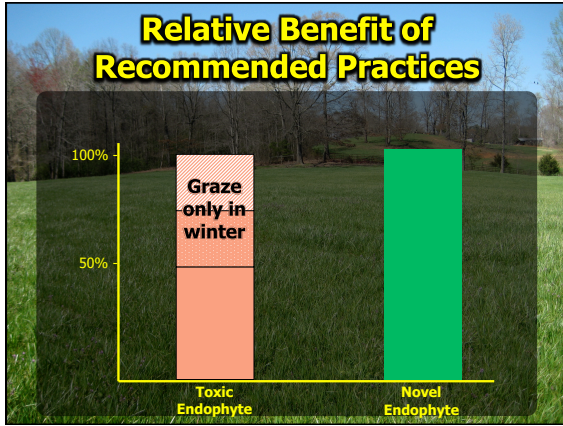 Relative Benefit of
Recommended Practices
100%
Graze
only in
winter
50%
Toxic
Endophyte
Novel
Endophyte